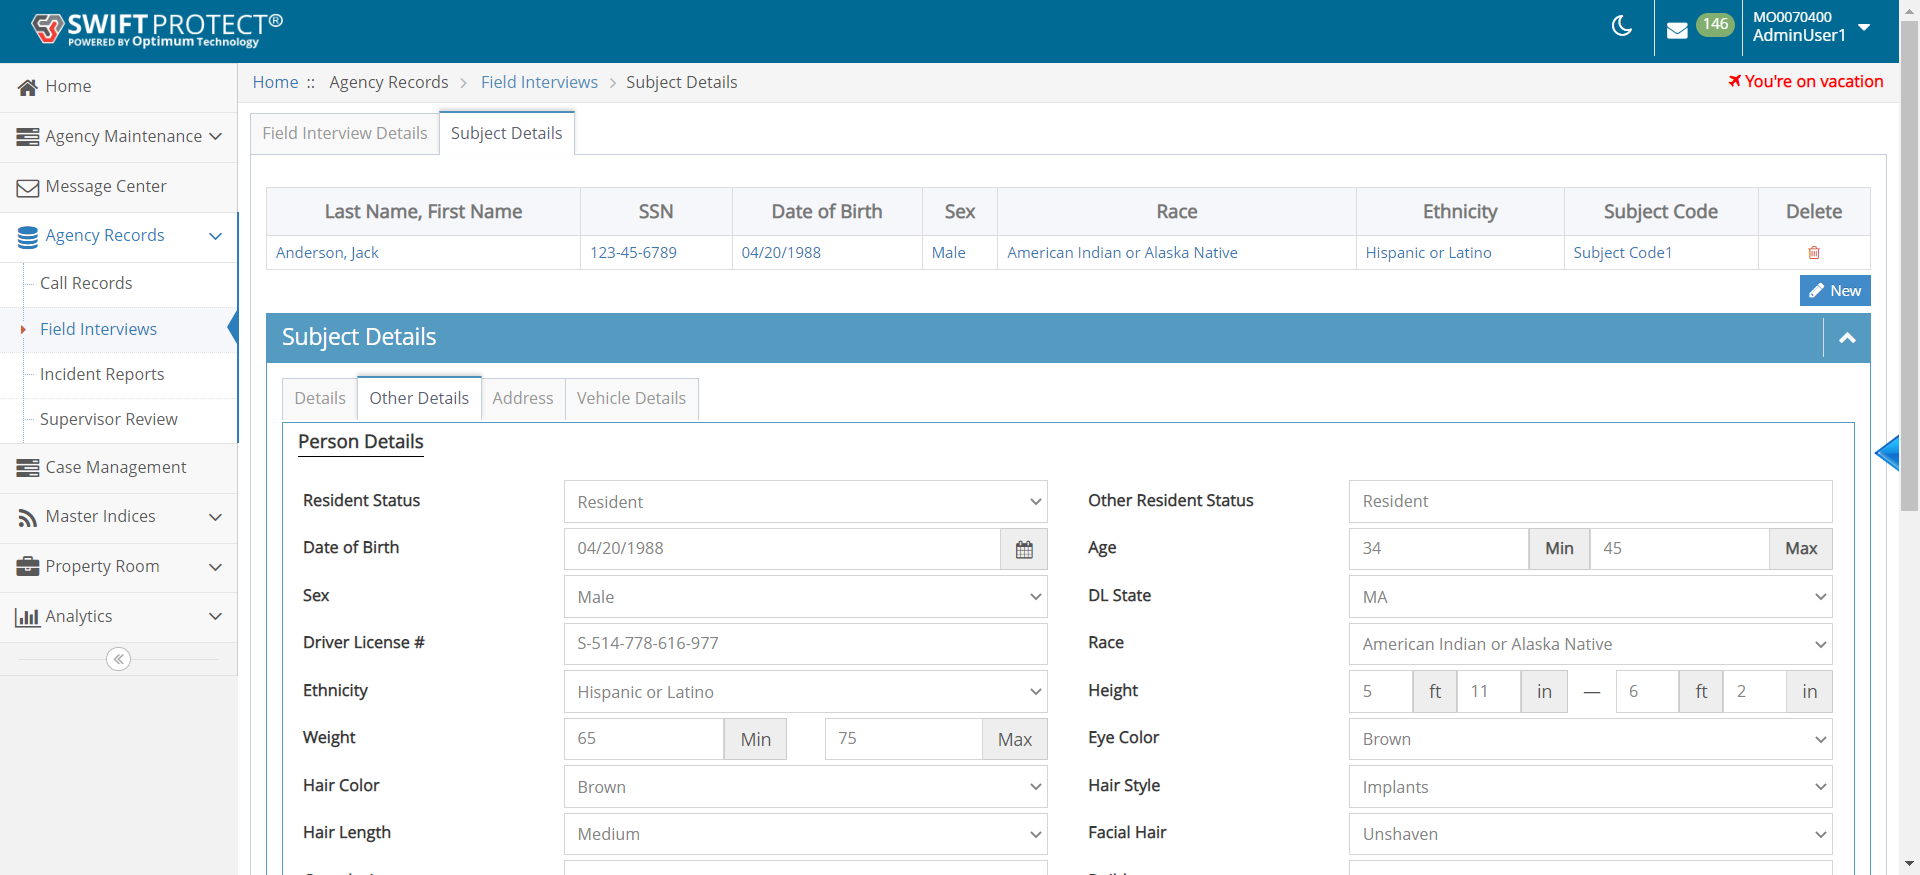 SWIFT PROTECT®
POWERED BY Optimum Technology
146
MO0070400
AdminUser1
Home
Agency Maintenance
Message Center
Agency Records
Call Records
Field Interviews
Incident Reports
Supervisor Review
Case Management
Master Indices
Property Room
Analytics
Home :: Agency Records > Field Interviews > Subject Details
You're on vacation
Field Interview Details Subject Details
Last Name, First Name SSN Date of Birth Sex Race Ethnicity Subject Code Delete
Anderson, Jack 123-45-6789 04/20/1988 Male American Indian or Alaska Native Hispanic or Latino Subject Code1
New
Subject Details
Details Other Details Address Vehicle Details
Person Details
Resident Status Resident Other Resident Status Resident
Date of Birth 04/20/1988 Age 34 Min 45 Max
Sex Male DL State MA
Driver License # S-514-778-616-977 Race American Indian or Alaska Native
Ethnicity Hispanic or Latino Height 5 ft 11 in — 6 ft 2 in
Weight 65 Min 75 Max Eye Color Brown
Hair Color Brown Hair Style Implants
Hair Length Medium Facial Hair Unshaven